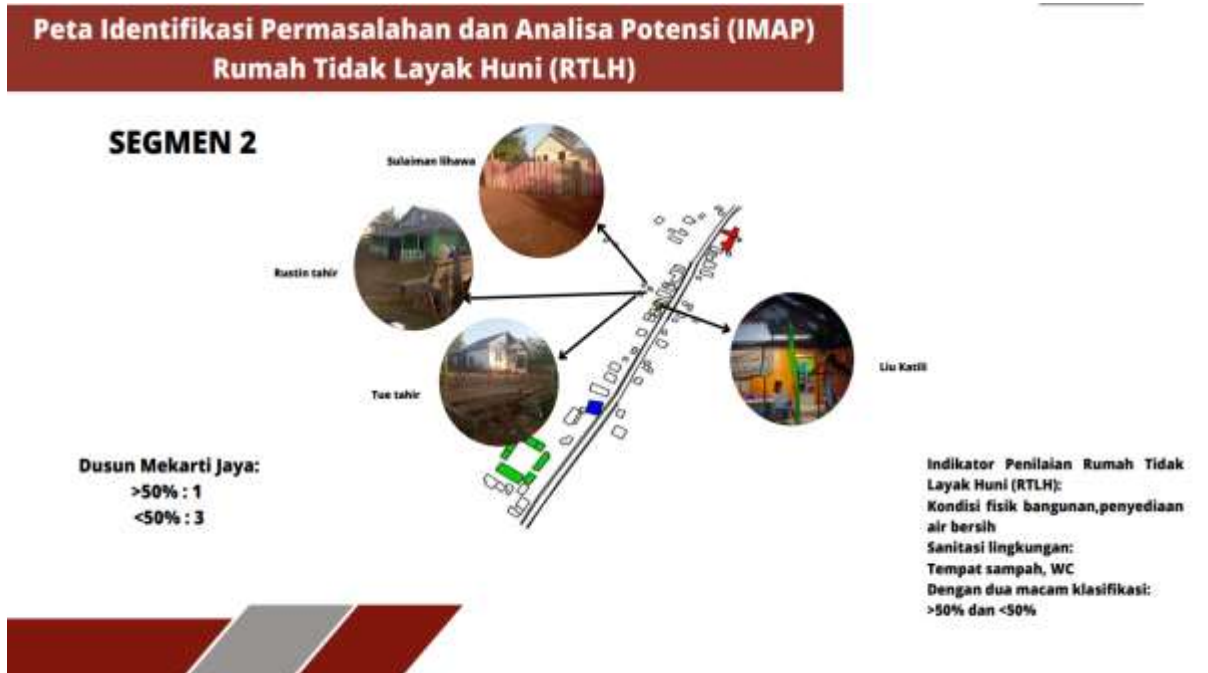 Peta Identifikasi Permasalahan dan Analisa Potensi (IMAP)
Rumah Tidak Layak Huni (RTLH)
SEGMEN 2
Sulaiman lihawa
Rustin tahir
Tue tahir
Liu Katili
Dusun Mekarti Jaya:
>50% : 1
<50% : 3
Indikator Penilaian Rumah Tidak
Layak Huni (RTLH):
Kondisi fisik bangunan,penyediaan
air bersih
Sanitasi lingkungan:
Tempat sampah, WC
Dengan dua macam klasifikasi:
>50% dan <50%